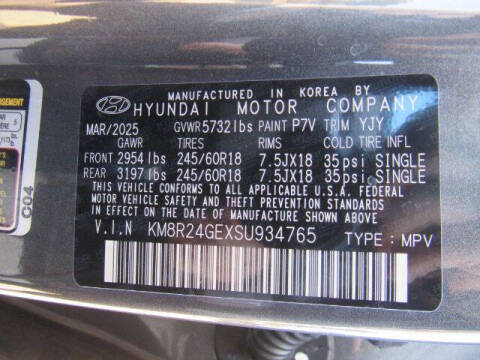 MANUFACTURED IN KOREA BY
HYUNDAI MOTOR COMPANY
MAR/2025 GVWR 5732lbs PAINT P7V TRIM YJY
GAWR TIRES RIMS COLD TIRE INFL
FRONT 2954lbs 245/60R18 7.5JX18 35psi SINGLE
REAR 3197lbs 245/60R18 7.5JX18 35psi SINGLE
THIS VEHICLE CONFORMS TO ALL APPLICABLE U.S.A. FEDERAL
MOTOR VEHICLE SAFETY AND THEFT PREVENTION STANDARDS
IN EFFECT ON THE DATE OF MANUFACTURE SHOWN ABOVE.
V.I.N KM8R24GEXSU934765 TYPE: MPV
C04